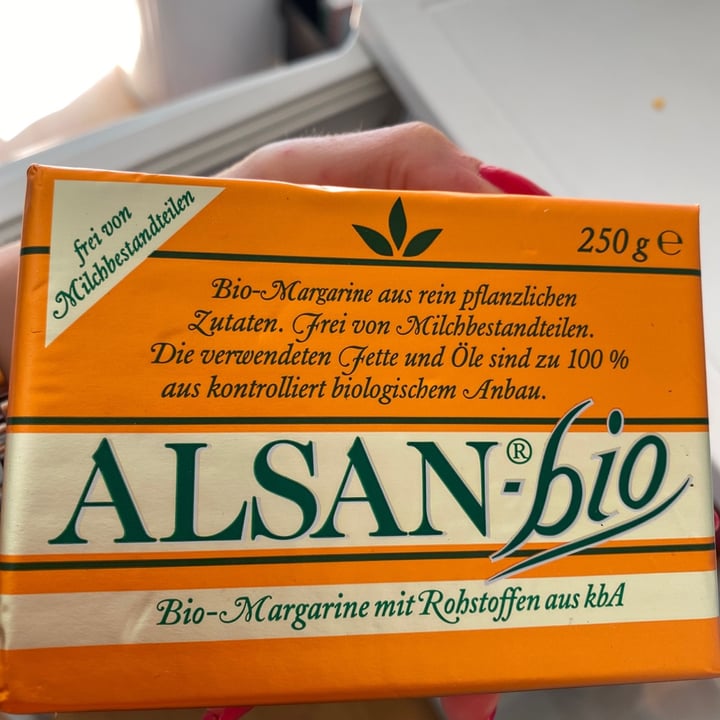 frei von
Milchbestandteilen
250 g ℮
Bio-Margarine aus rein pflanzlichen
Zutaten. Frei von Milchbestandteilen.
Die verwendeten Fette und Öle sind zu 100 %
aus kontrolliert biologischem Anbau.
ALSAN®-bio
Bio-Margarine mit Rohstoffen aus kbA